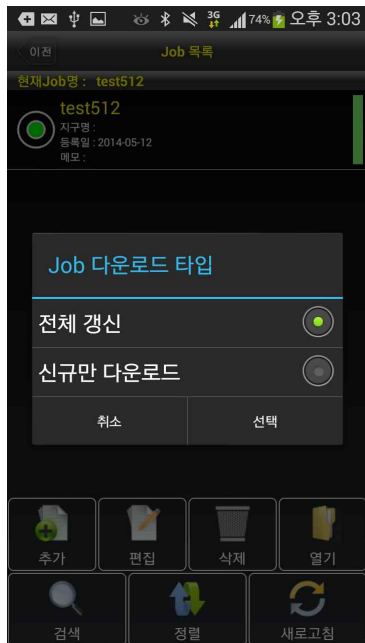 3G 74% 오후 3:03
이전 Job 목록
현재Job명 : test512
test512
지구명 :
등록일 : 2014-05-12
메모 :
Job 다운로드 타입
전체 갱신
신규만 다운로드
취소 선택
추가 편집 삭제 열기
검색 정렬 새로고침